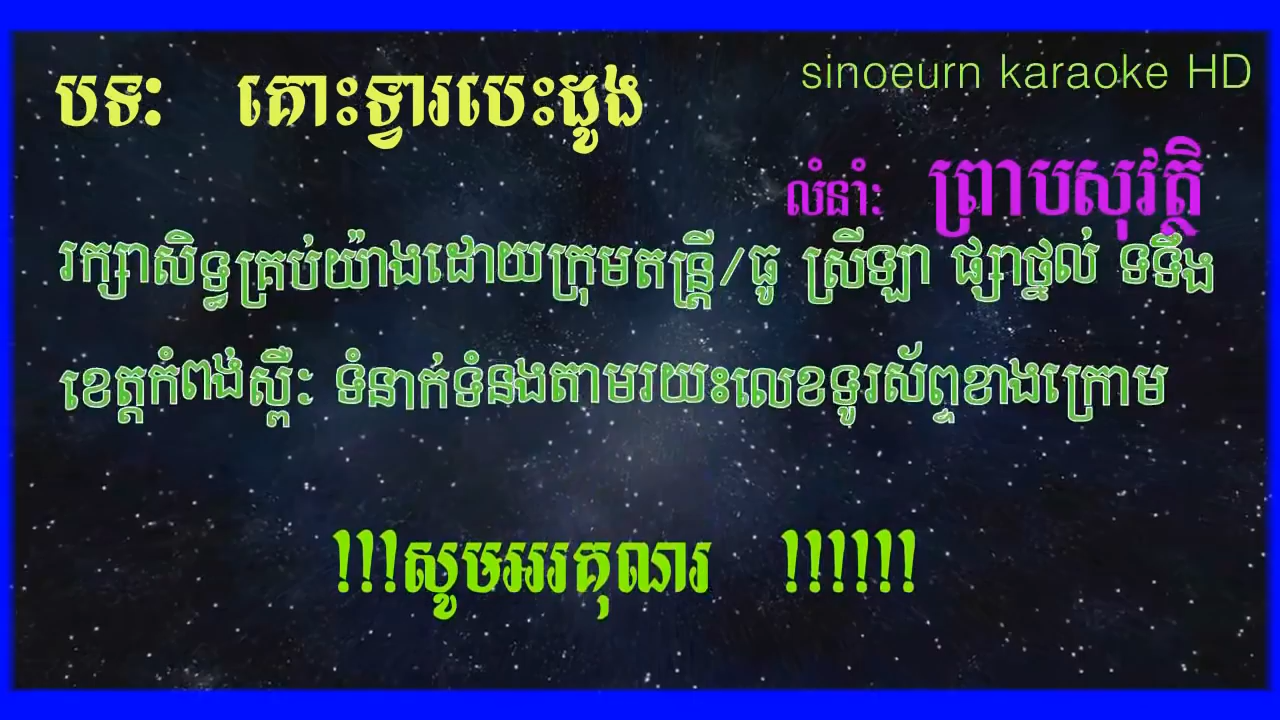 sinoeurn karaoke HD
បទ: គោះទ្វារបេះដូង
លំនាំ: ព្រាបសុវត្ថិ
រក្សាសិទ្ធគ្រប់យ៉ាងដោយក្រុមតន្ត្រី/ធូ ស្រីឡា ផ្សាថ្នល់ ទទឹង
ខេត្តកំពង់ស្ពឺ: ទំនាក់ទំនងតាមរយះលេខទូរស័ព្ទខាងក្រោម
!!!សូមអរគុណរ !!!!!!